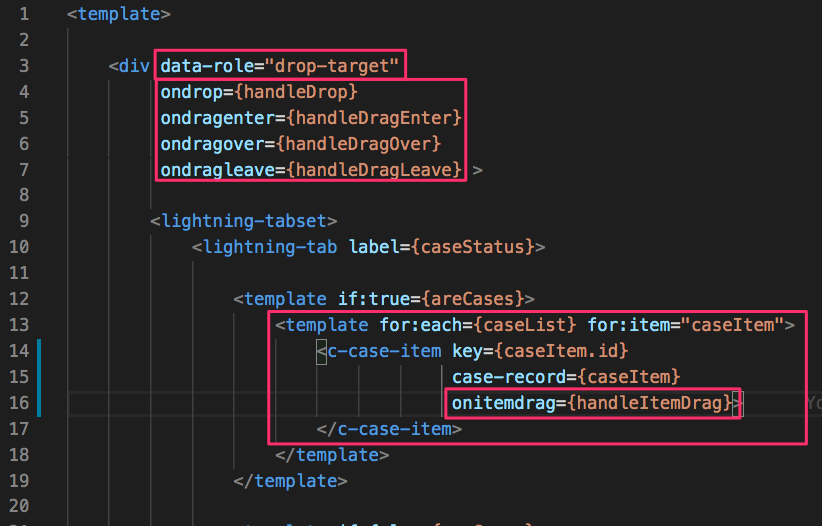 1 <template>
2
3 <div data-role="drop-target"
4 ondrop={handleDrop}
5 ondragenter={handleDragEnter}
6 ondragover={handleDragOver}
7 ondragleave={handleDragLeave} >
8
9 <lightning-tabset>
10 <lightning-tab label={caseStatus}>
11
12 <template if:true={areCases}>
13 <template for:each={caseList} for:item="caseItem">
14 <c-case-item key={caseItem.id}
15 case-record={caseItem}
16 onitemdrag={handleItemDrag}>
17 </c-case-item>
18 </template>
19 </template>
20